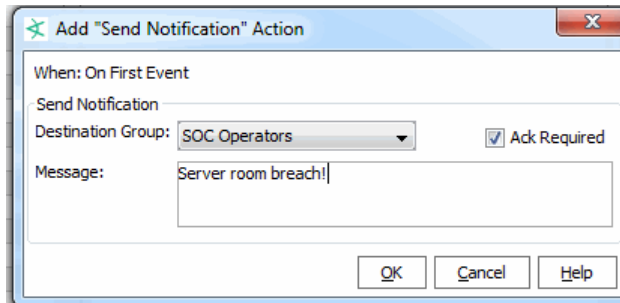 Add "Send Notification" Action
When: On First Event
Send Notification
Destination Group: SOC Operators Ack Required
Message: Server room breach!
OK Cancel Help